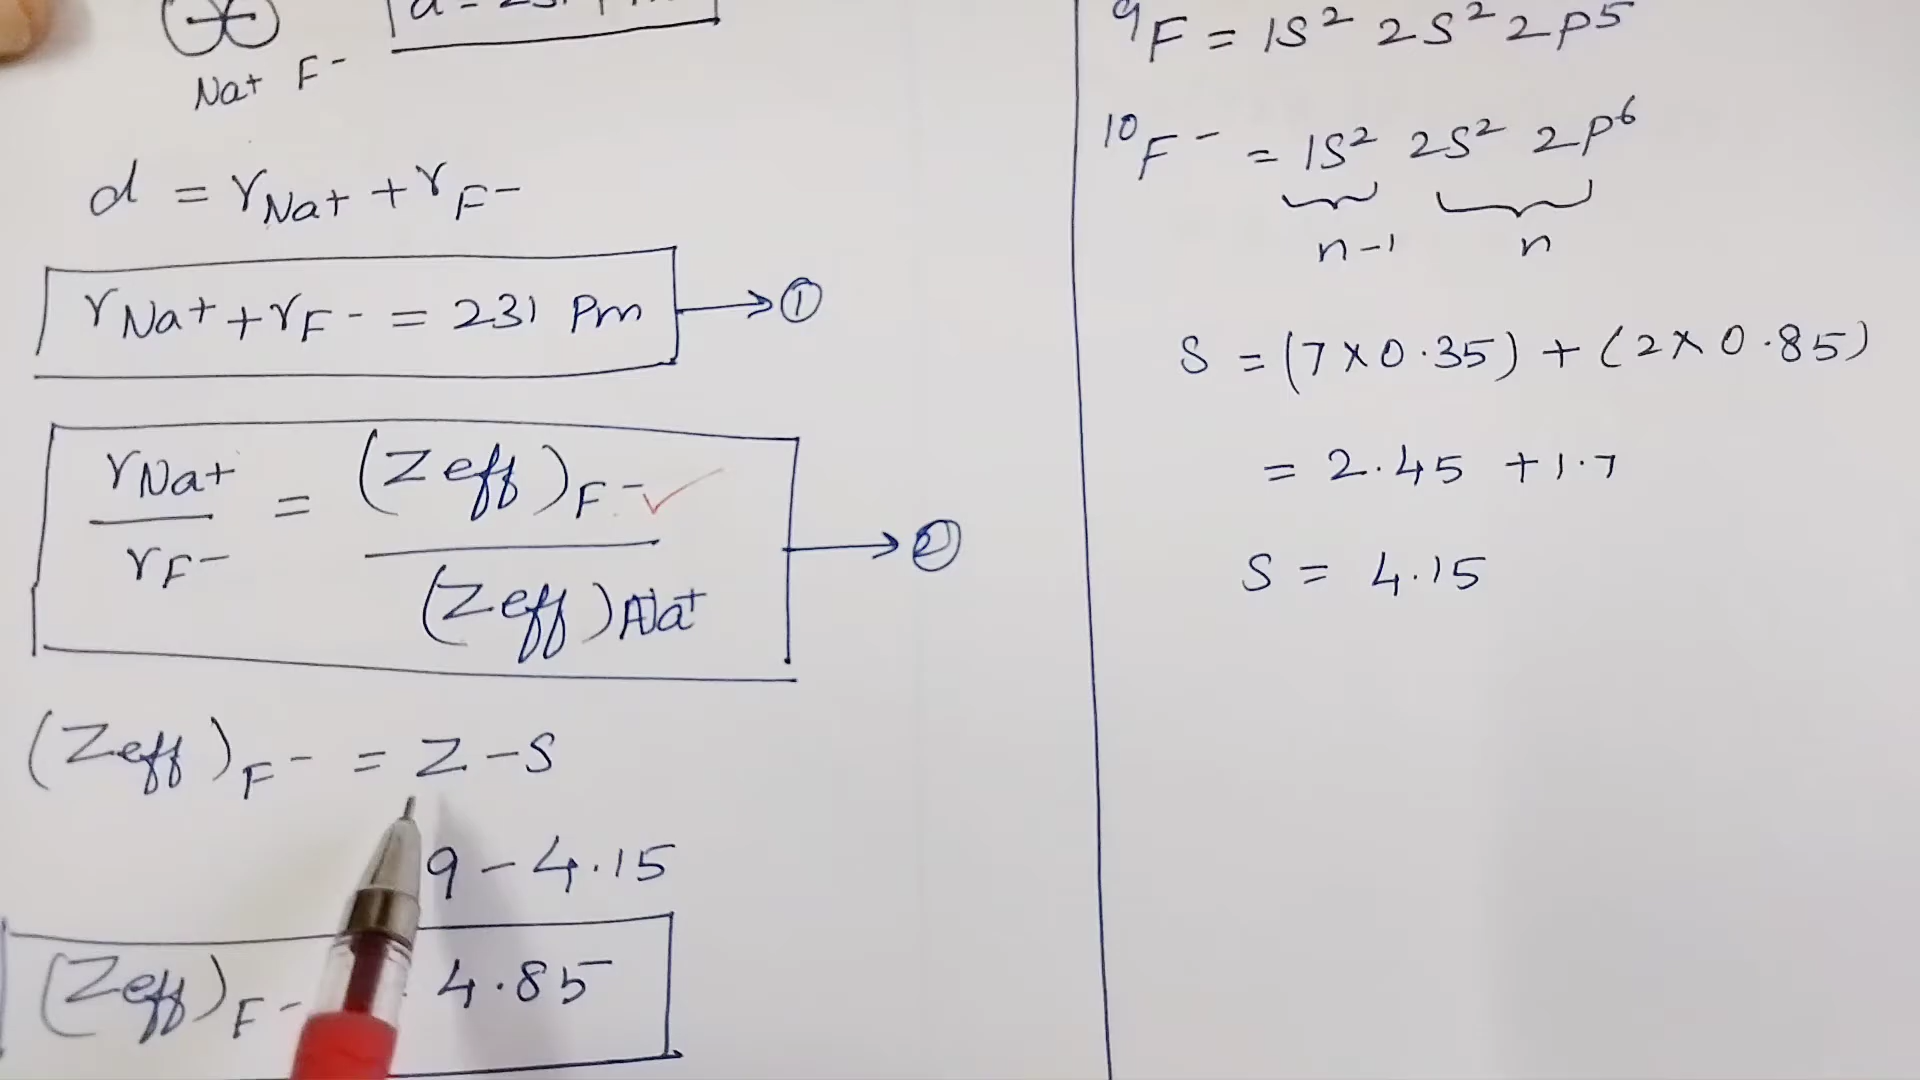 Na+ F-
d = rNa+ + rF-
rNa+ + rF- = 231 Pm → ①
rNa+ / rF- = (Zeff)F- / (Zeff)Na+ → ②
(Zeff)F- = Z - S
9 - 4.15
(Zeff)F- 4.85
9F = 1S² 2S² 2P⁵
10F- = 1S² 2S² 2P⁶
n-1 n
S = (7 × 0.35) + (2 × 0.85)
= 2.45 + 1.7
S = 4.15